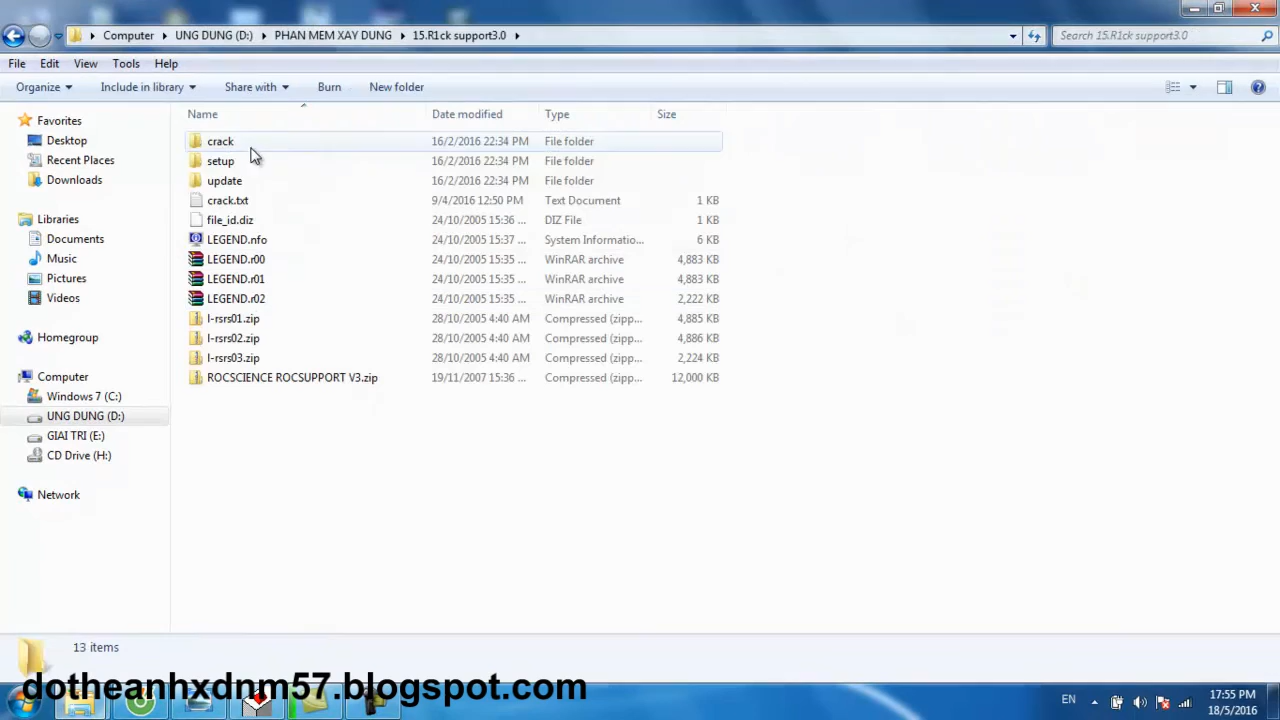 Computer UNG DUNG (D:) PHAN MEM XAY DUNG 15.R1ck support3.0
Search 15.R1ck support3.0
File Edit View Tools Help
Organize Include in library Share with Burn New folder
Name Date modified Type Size
Favorites
Desktop
Recent Places
Downloads
Libraries
Documents
Music
Pictures
Videos
Homegroup
Computer
Windows 7 (C:)
UNG DUNG (D:)
GIAI TRI (E:)
CD Drive (H:)
Network
crack 16/2/2016 22:34 PM File folder
setup 16/2/2016 22:34 PM File folder
update 16/2/2016 22:34 PM File folder
crack.txt 9/4/2016 12:50 PM Text Document 1 KB
file_id.diz 24/10/2005 15:36 ... DIZ File 1 KB
LEGEND.nfo 24/10/2005 15:37 ... System Informatio... 6 KB
LEGEND.r00 24/10/2005 15:35 ... WinRAR archive 4,883 KB
LEGEND.r01 24/10/2005 15:35 ... WinRAR archive 4,883 KB
LEGEND.r02 24/10/2005 15:35 ... WinRAR archive 2,222 KB
l-rsrs01.zip 28/10/2005 4:40 AM Compressed (zipp... 4,885 KB
l-rsrs02.zip 28/10/2005 4:40 AM Compressed (zipp... 4,886 KB
l-rsrs03.zip 28/10/2005 4:40 AM Compressed (zipp... 2,224 KB
ROCSCIENCE ROCSUPPORT V3.zip 19/11/2007 15:36 ... Compressed (zipp... 12,000 KB
13 items
dotheanhxdnm57.blogspot.com
EN
17:55 PM
18/5/2016